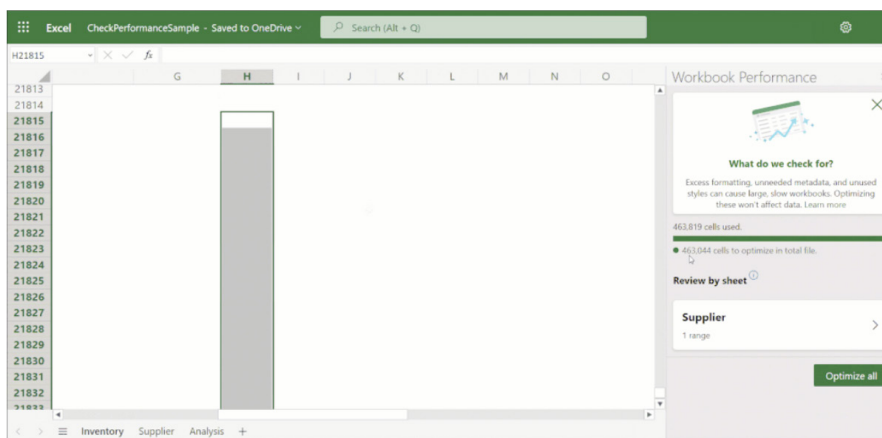 Excel CheckPerformanceSample - Saved to OneDrive Search (Alt + Q)
H21815 fx
G H I J K L M N O
21813
21814
21815
21816
21817
21818
21819
21820
21821
21822
21823
21824
21825
21826
21827
21828
21829
21830
21831
21832
21833
Workbook Performance
What do we check for?
Excess formatting, unneeded metadata, and unused
styles can cause large, slow workbooks. Optimizing
these won't affect data. Learn more
463,819 cells used.
463,044 cells to optimize in total file.
Review by sheet
Supplier
1 range
Optimize all
Inventory Supplier Analysis +